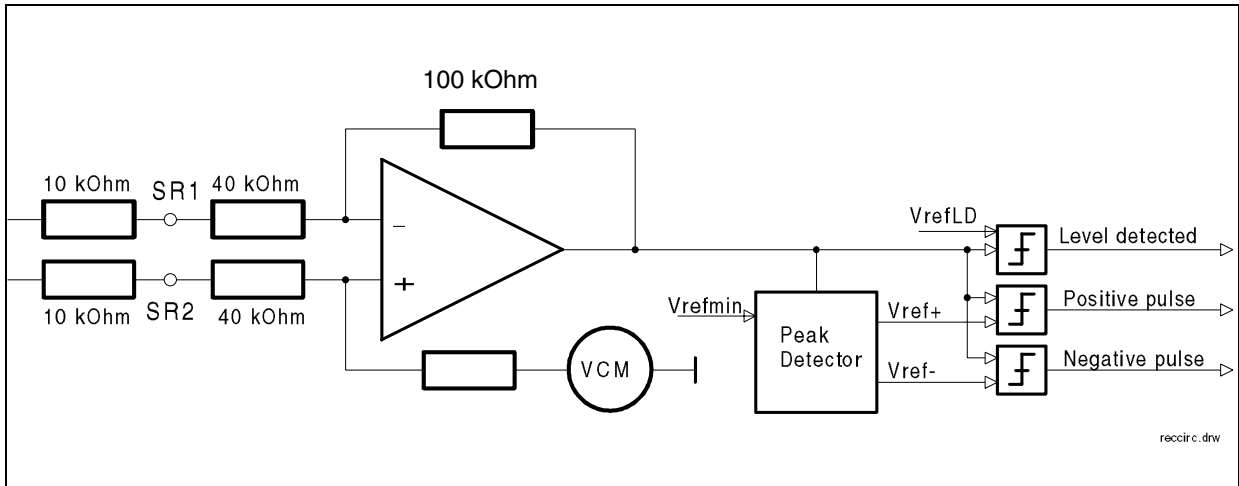 100 kOhm
10 kOhm
SR1
40 kOhm
10 kOhm
SR2
40 kOhm
−
+
VCM
VrefLD
Vrefmin
Peak
Detector
Vref+
Vref-
Level detected
Positive pulse
Negative pulse
reccirc.drw